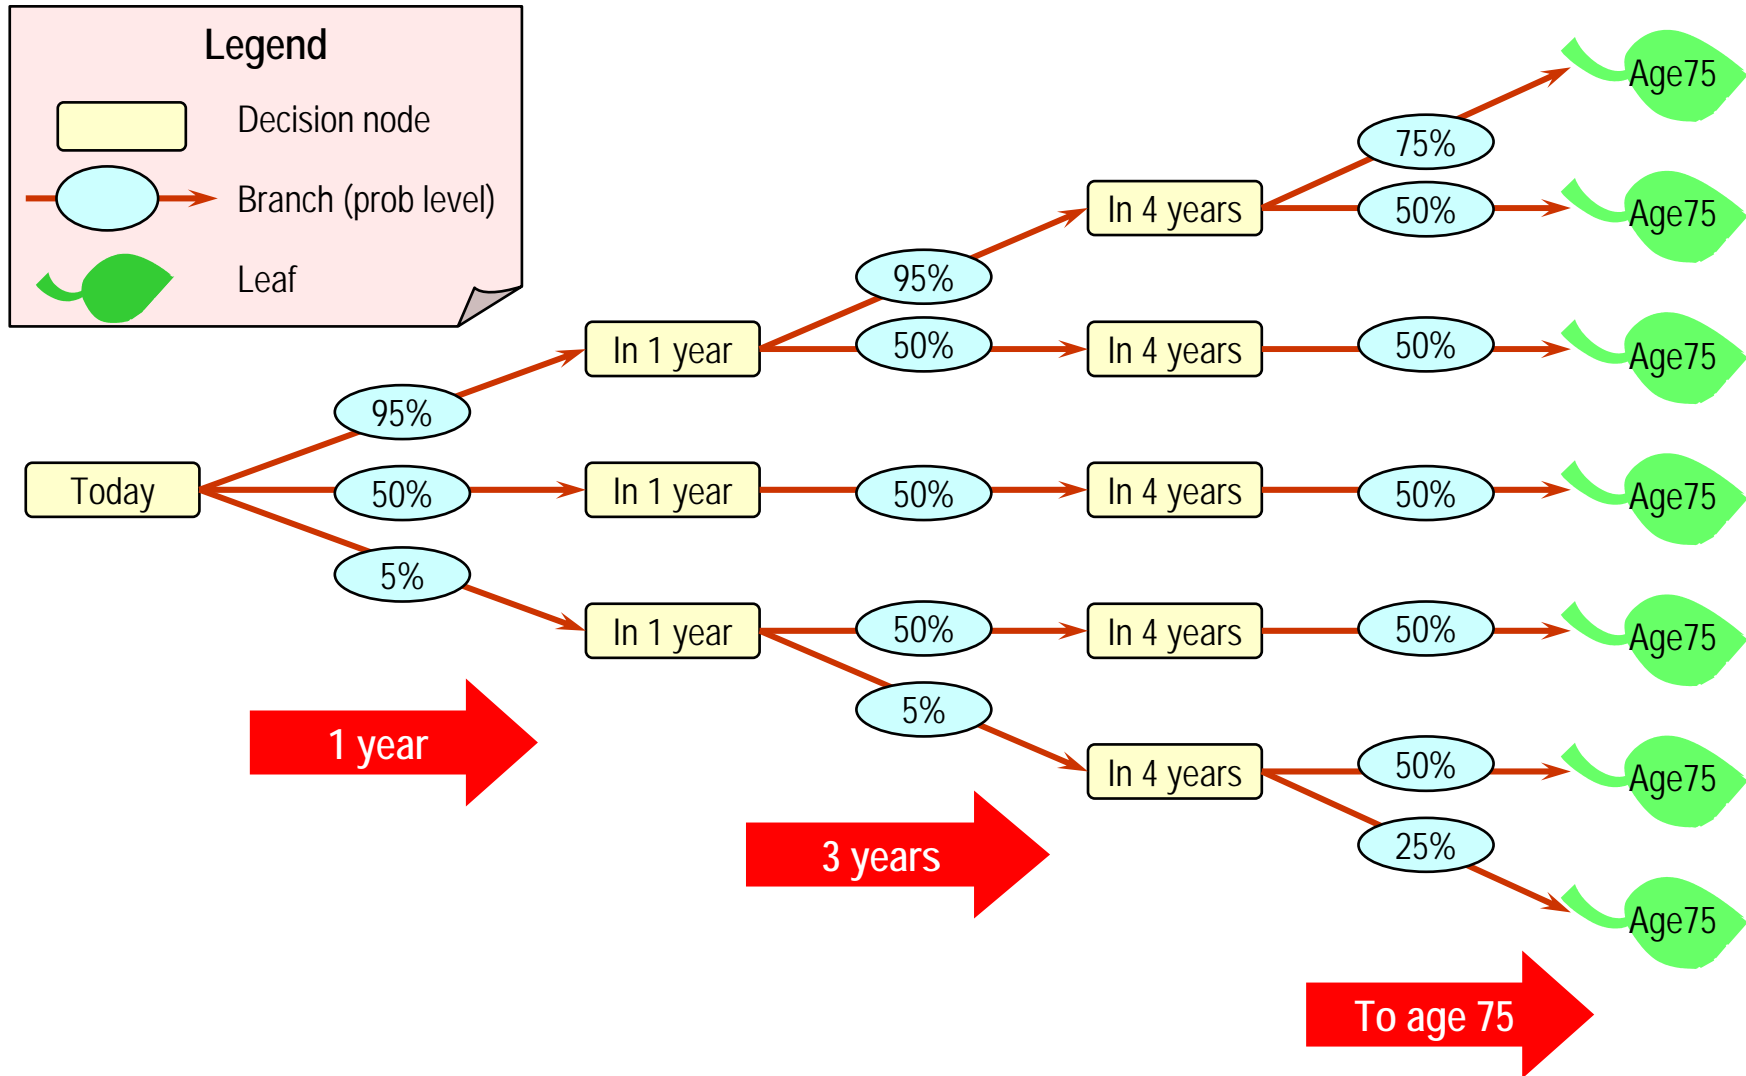 Legend
Decision node
Branch (prob level)
Leaf
Age75
75%
In 4 years
50%
Age75
95%
In 1 year
50%
In 4 years
50%
Age75
95%
Today
50%
In 1 year
50%
In 4 years
50%
Age75
5%
In 1 year
50%
In 4 years
50%
Age75
5%
1 year
In 4 years
50%
Age75
3 years
25%
Age75
To age 75